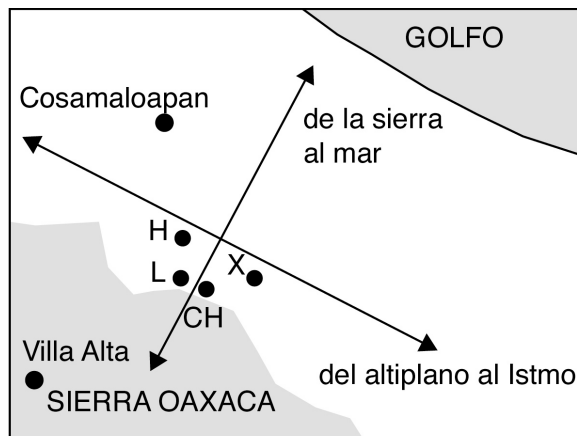 GOLFO
Cosamaloapan
de la sierra
al mar
H
L
X
CH
Villa Alta
del altiplano al Istmo
SIERRA OAXACA